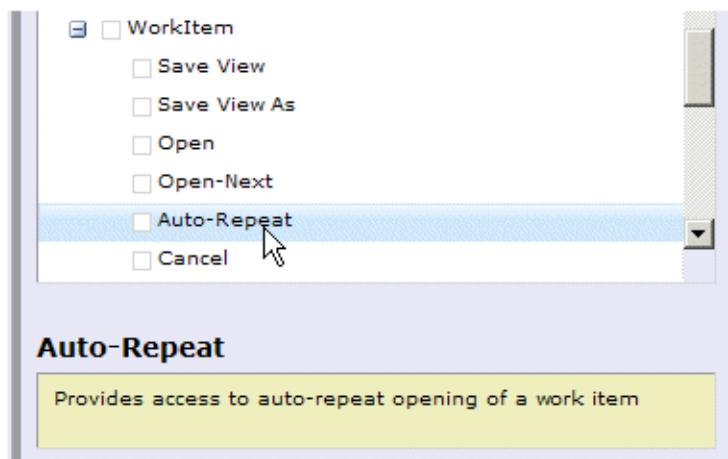 WorkItem
Save View
Save View As
Open
Open-Next
Auto-Repeat
Cancel
Auto-Repeat
Provides access to auto-repeat opening of a work item